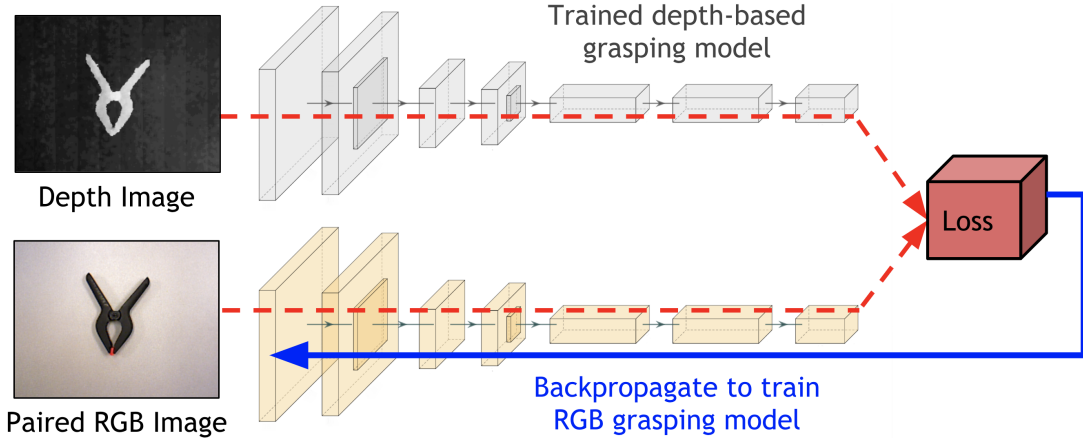 Trained depth-based
grasping model
Depth Image
Loss
Backpropagate to train
RGB grasping model
Paired RGB Image